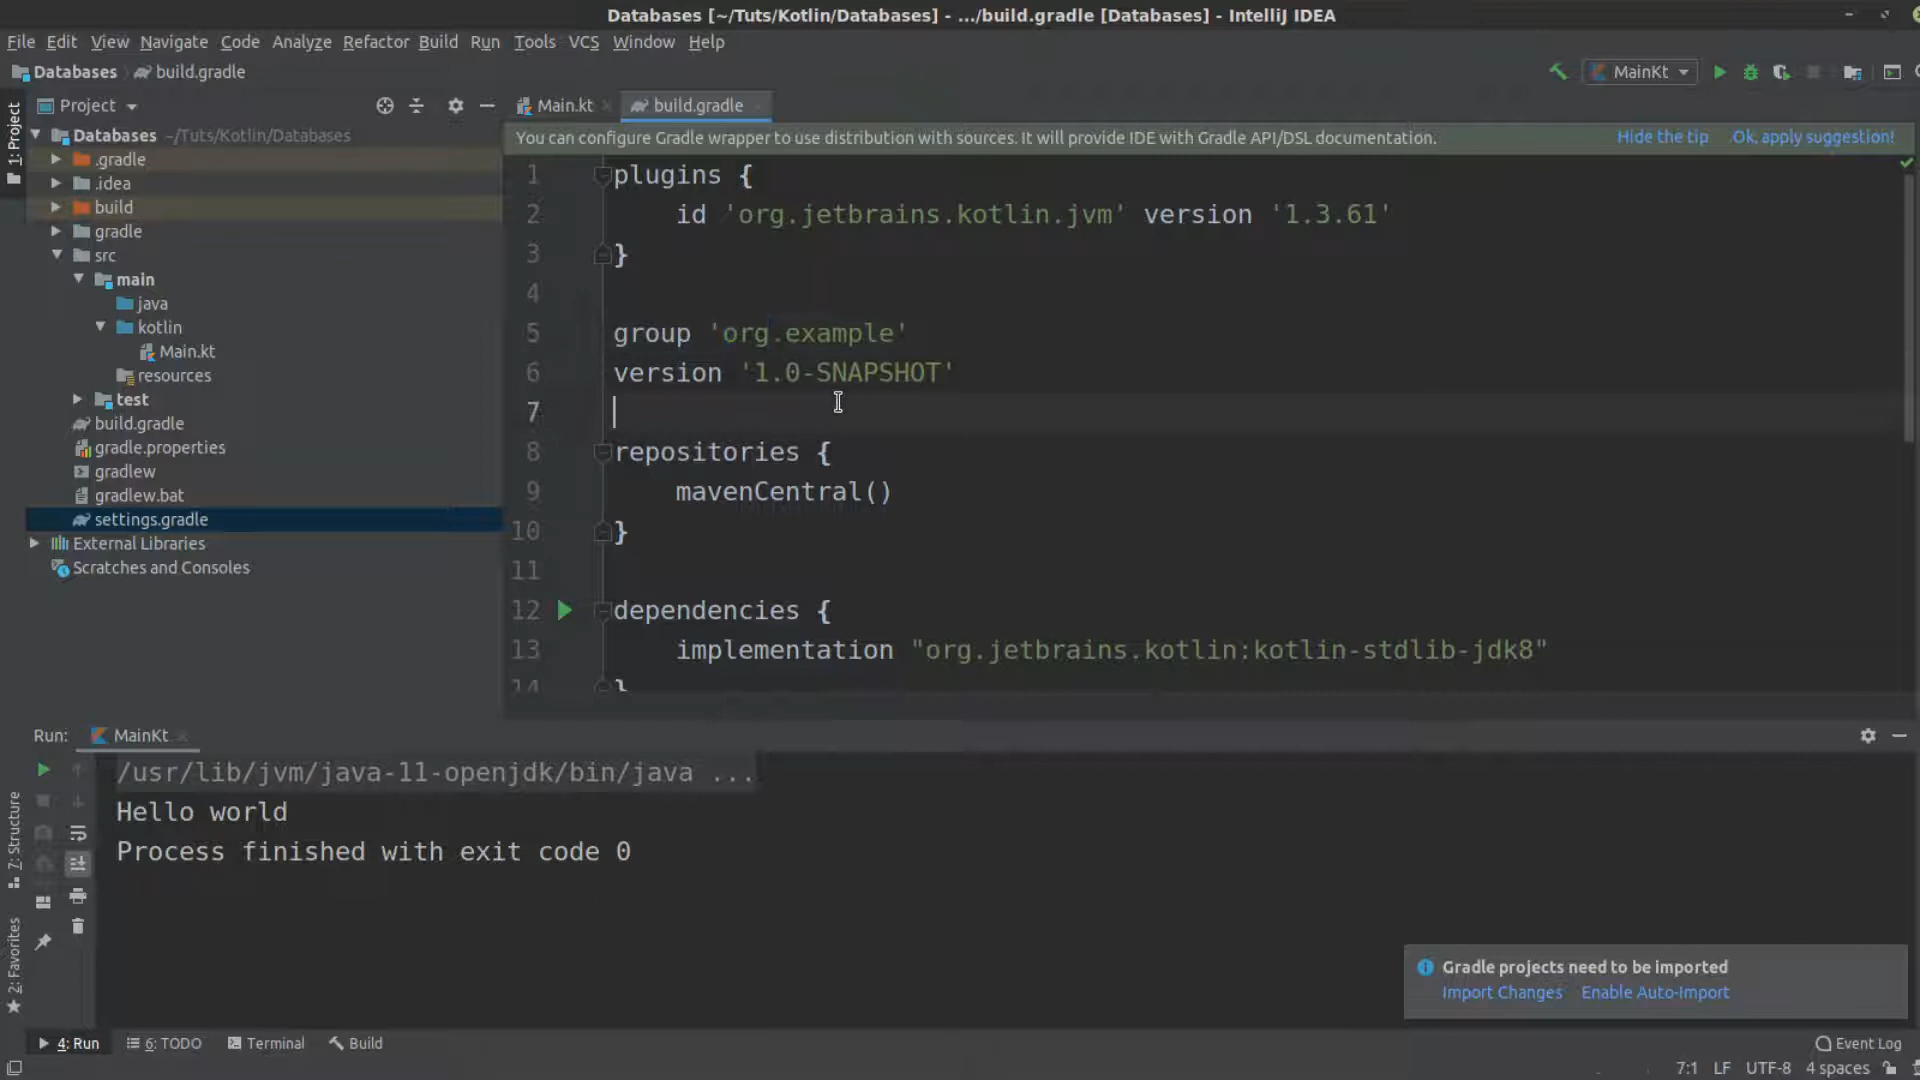 Databases [~/Tuts/Kotlin/Databases] - .../build.gradle [Databases] - IntelliJ IDEA
File Edit View Navigate Code Analyze Refactor Build Run Tools VCS Window Help
Databases build.gradle
MainKt
1: Project
Project
Databases ~/Tuts/Kotlin/Databases
.gradle
.idea
build
gradle
src
main
java
kotlin
Main.kt
resources
test
build.gradle
gradle.properties
gradlew
gradlew.bat
settings.gradle
External Libraries
Scratches and Consoles
Main.kt build.gradle
You can configure Gradle wrapper to use distribution with sources. It will provide IDE with Gradle API/DSL documentation. Hide the tip Ok, apply suggestion!
1 plugins {
2 id 'org.jetbrains.kotlin.jvm' version '1.3.61'
3 }
4
5 group 'org.example'
6 version '1.0-SNAPSHOT'
7
8 repositories {
9 mavenCentral()
10 }
11
12 dependencies {
13 implementation "org.jetbrains.kotlin:kotlin-stdlib-jdk8"
14 }
Run: MainKt
/usr/lib/jvm/java-11-openjdk/bin/java ...
Hello world
Process finished with exit code 0
7: Structure
2: Favorites
Gradle projects need to be imported
Import Changes Enable Auto-Import
4: Run 6: TODO Terminal Build Event Log
7:1 LF UTF-8 4 spaces